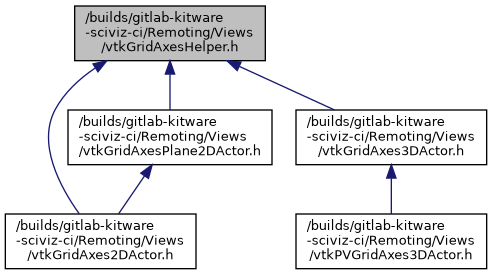 /builds/gitlab-kitware
-sciviz-ci/Remoting/Views
/vtkGridAxesHelper.h
/builds/gitlab-kitware
-sciviz-ci/Remoting/Views
/vtkGridAxesPlane2DActor.h
/builds/gitlab-kitware
-sciviz-ci/Remoting/Views
/vtkGridAxes3DActor.h
/builds/gitlab-kitware
-sciviz-ci/Remoting/Views
/vtkGridAxes2DActor.h
/builds/gitlab-kitware
-sciviz-ci/Remoting/Views
/vtkPVGridAxes3DActor.h